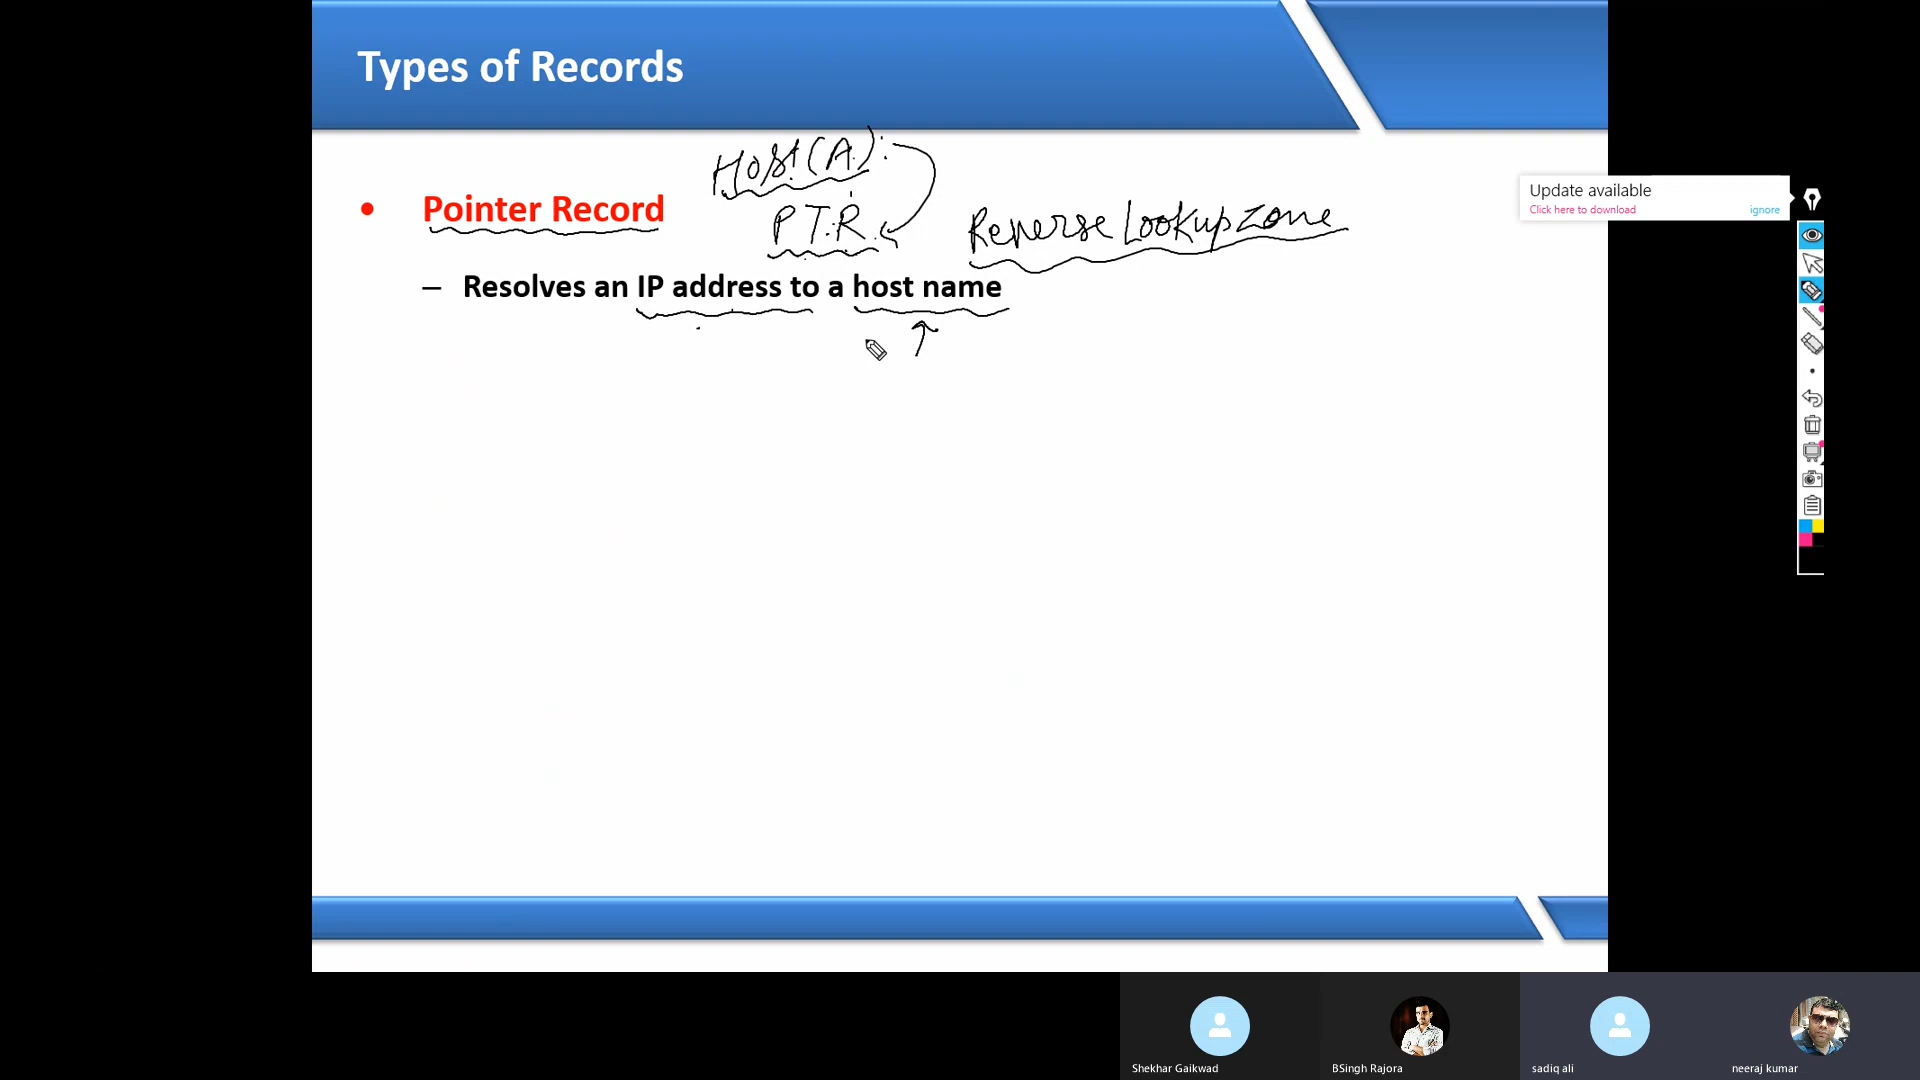 Types of Records
Host(A):
• Pointer Record
PTR
Reverse Lookup Zone
– Resolves an IP address to a host name
Update available
Click here to download
ignore
Shekhar Gaikwad
BSingh Rajora
sadiq ali
neeraj kumar